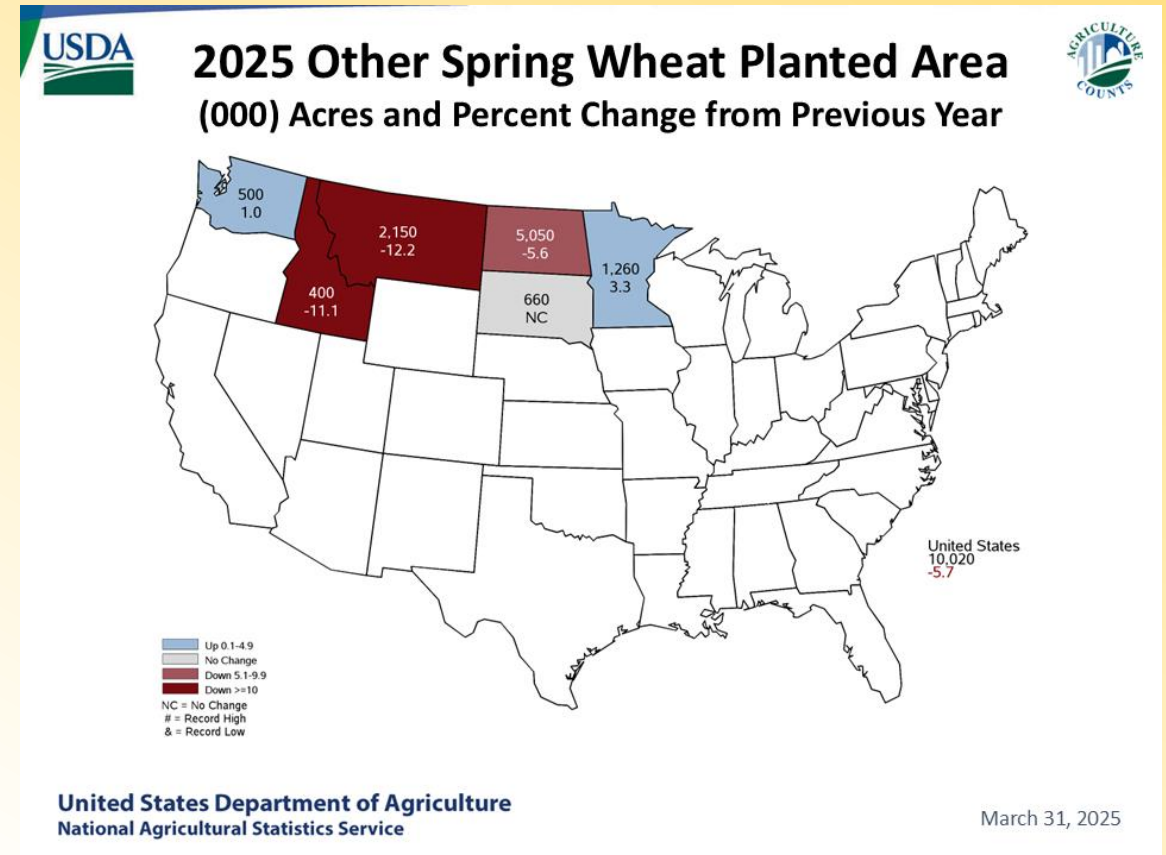 USDA
2025 Other Spring Wheat Planted Area
(000) Acres and Percent Change from Previous Year
AGRICULTURE
COUNTS
500
1.0
2,150
-12.2
5,050
-5.6
1,260
3.3
400
-11.1
660
NC
United States
10,020
-5.7
Up 0.1-4.9
No Change
Down 5.1-9.9
Down >=10
NC = No Change
# = Record High
& = Record Low
United States Department of Agriculture
National Agricultural Statistics Service
March 31, 2025